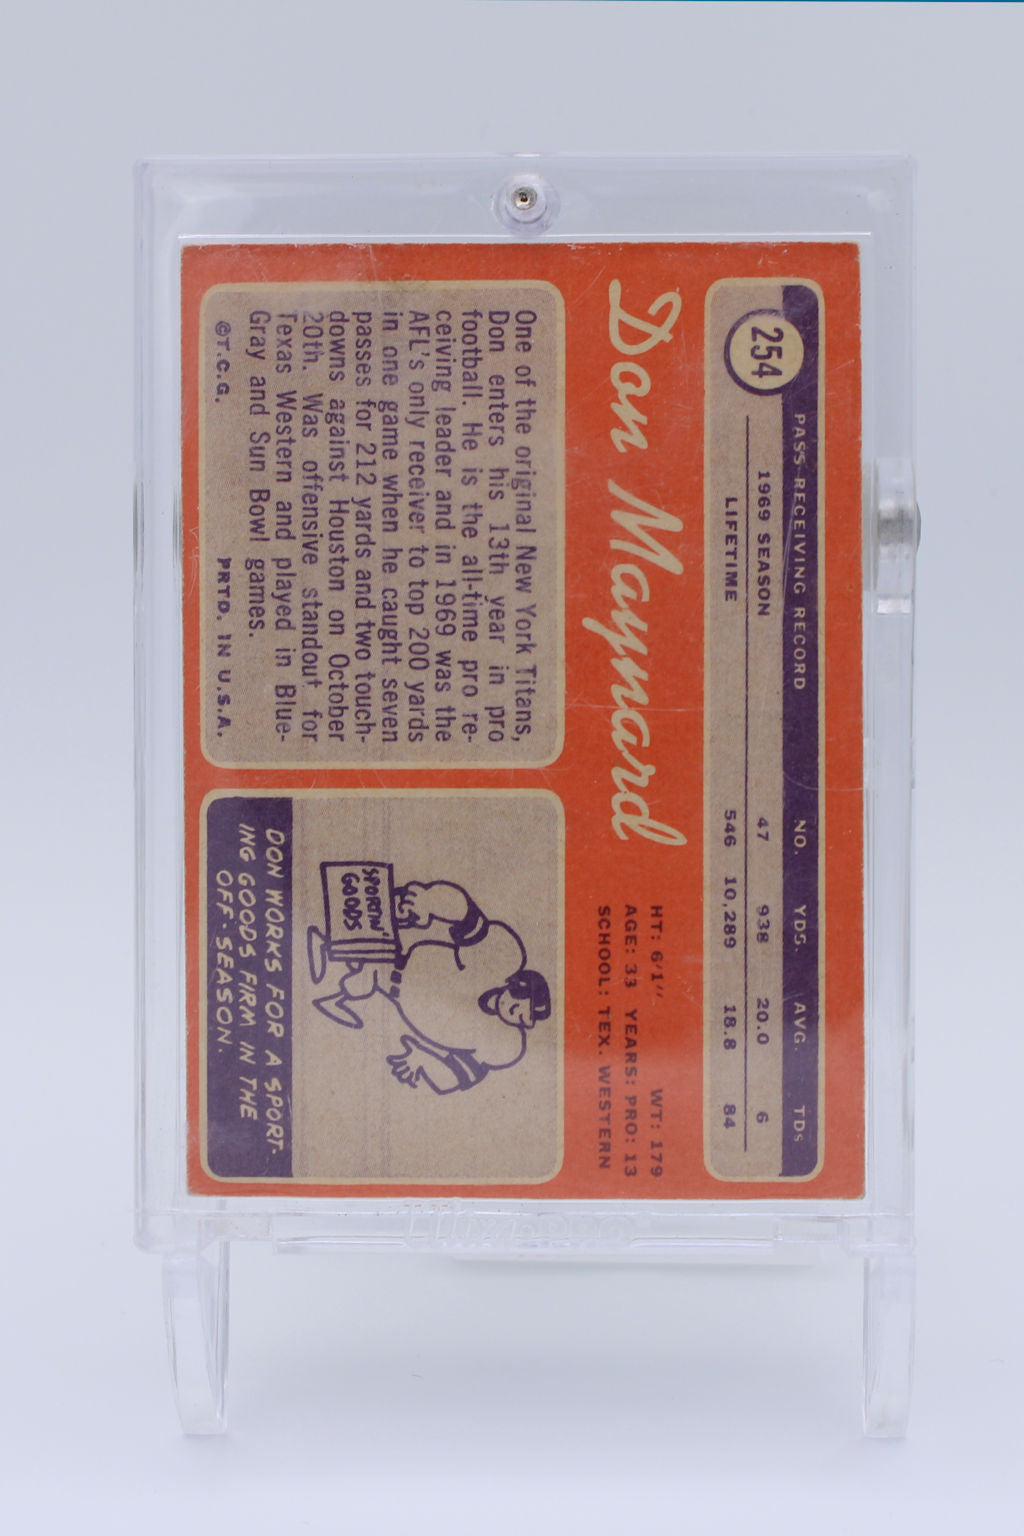 254
PASS RECEIVING RECORD NO. YDS. AVG. TDs
1969 SEASON 47 938 20.0 6
LIFETIME 546 10,289 18.8 84
Don Maynard
HT: 6'1" WT: 179
AGE: 33 YEARS: PRO: 13
SCHOOL: TEX. WESTERN
One of the original New York Titans,
Don enters his 13th year in pro
football. He is the all-time pro re-
ceiving leader and in 1969 was the
AFL's only receiver to top 200 yards
in one game when he caught seven
passes for 212 yards and two touch-
downs against Houston on October
20th. Was offensive standout for
Texas Western and played in Blue-
Gray and Sun Bowl games.
©T.C.G. PRTD. IN U.S.A.
SPORTIN'
GOODS
DON WORKS FOR A SPORT-
ING GOODS FIRM IN THE
OFF-SEASON.